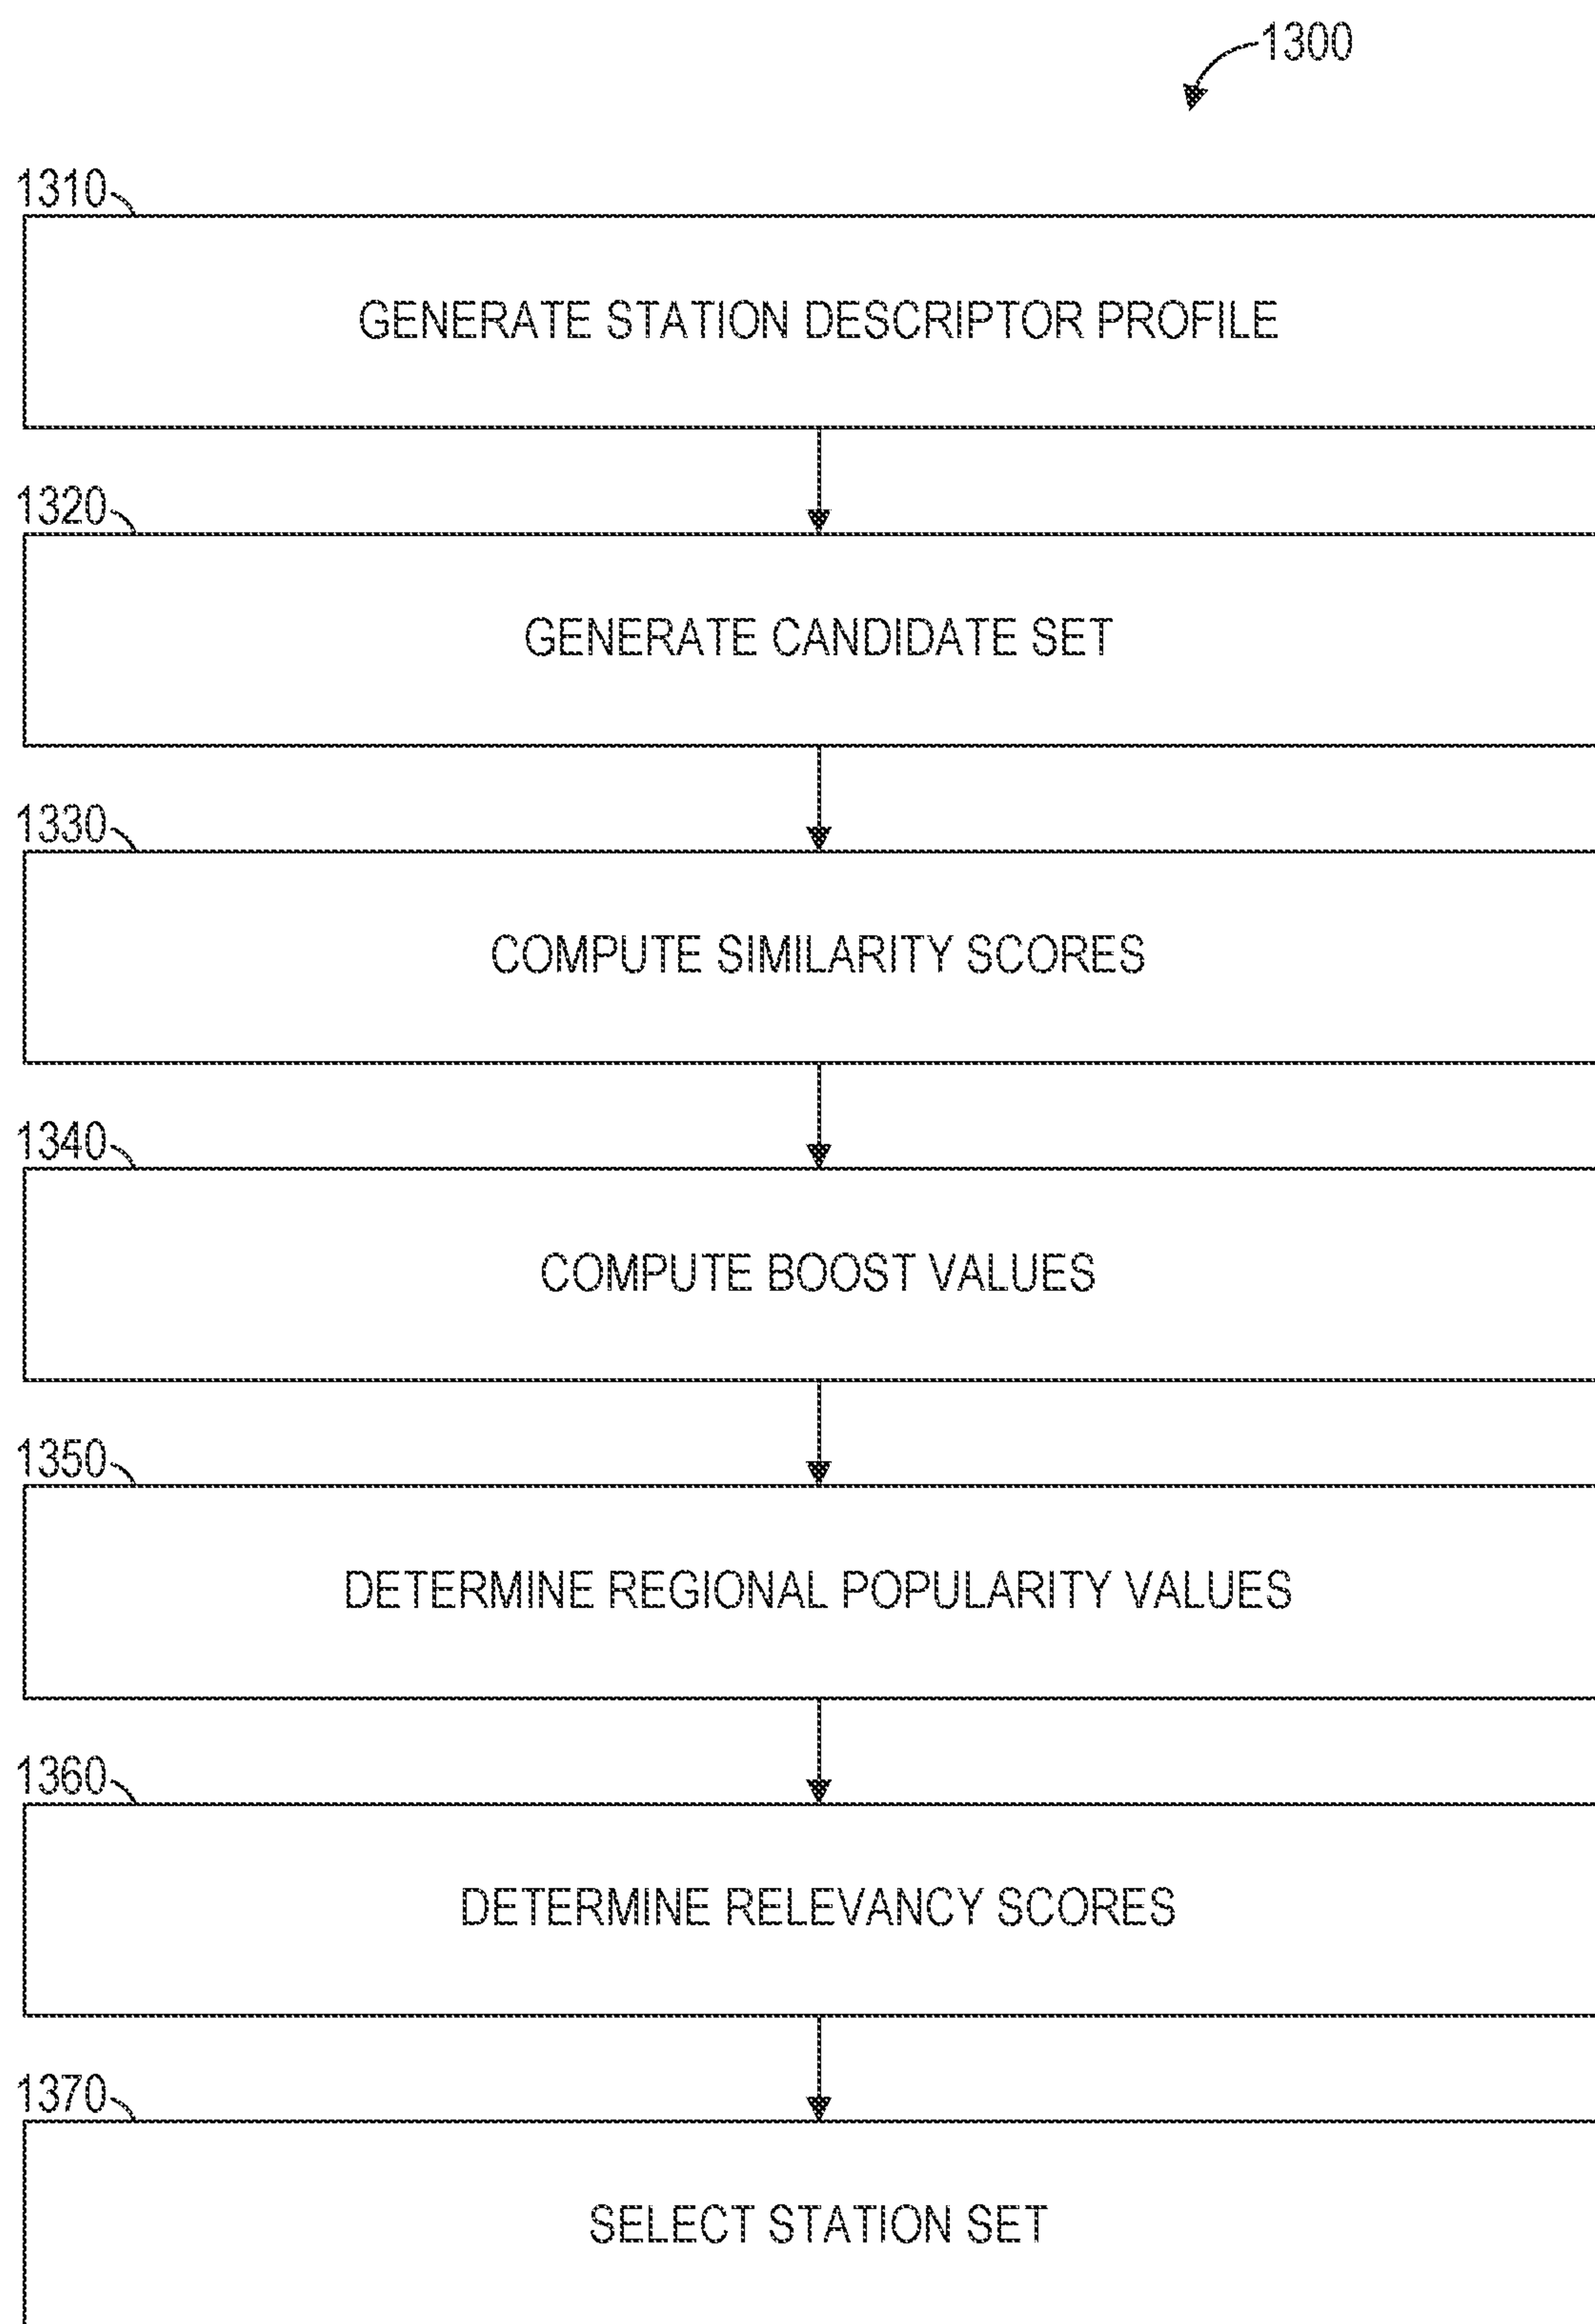 1300
1310
GENERATE STATION DESCRIPTOR PROFILE
1320
GENERATE CANDIDATE SET
1330
COMPUTE SIMILARITY SCORES
1340
COMPUTE BOOST VALUES
1350
DETERMINE REGIONAL POPULARITY VALUES
1360
DETERMINE RELEVANCY SCORES
1370
SELECT STATION SET